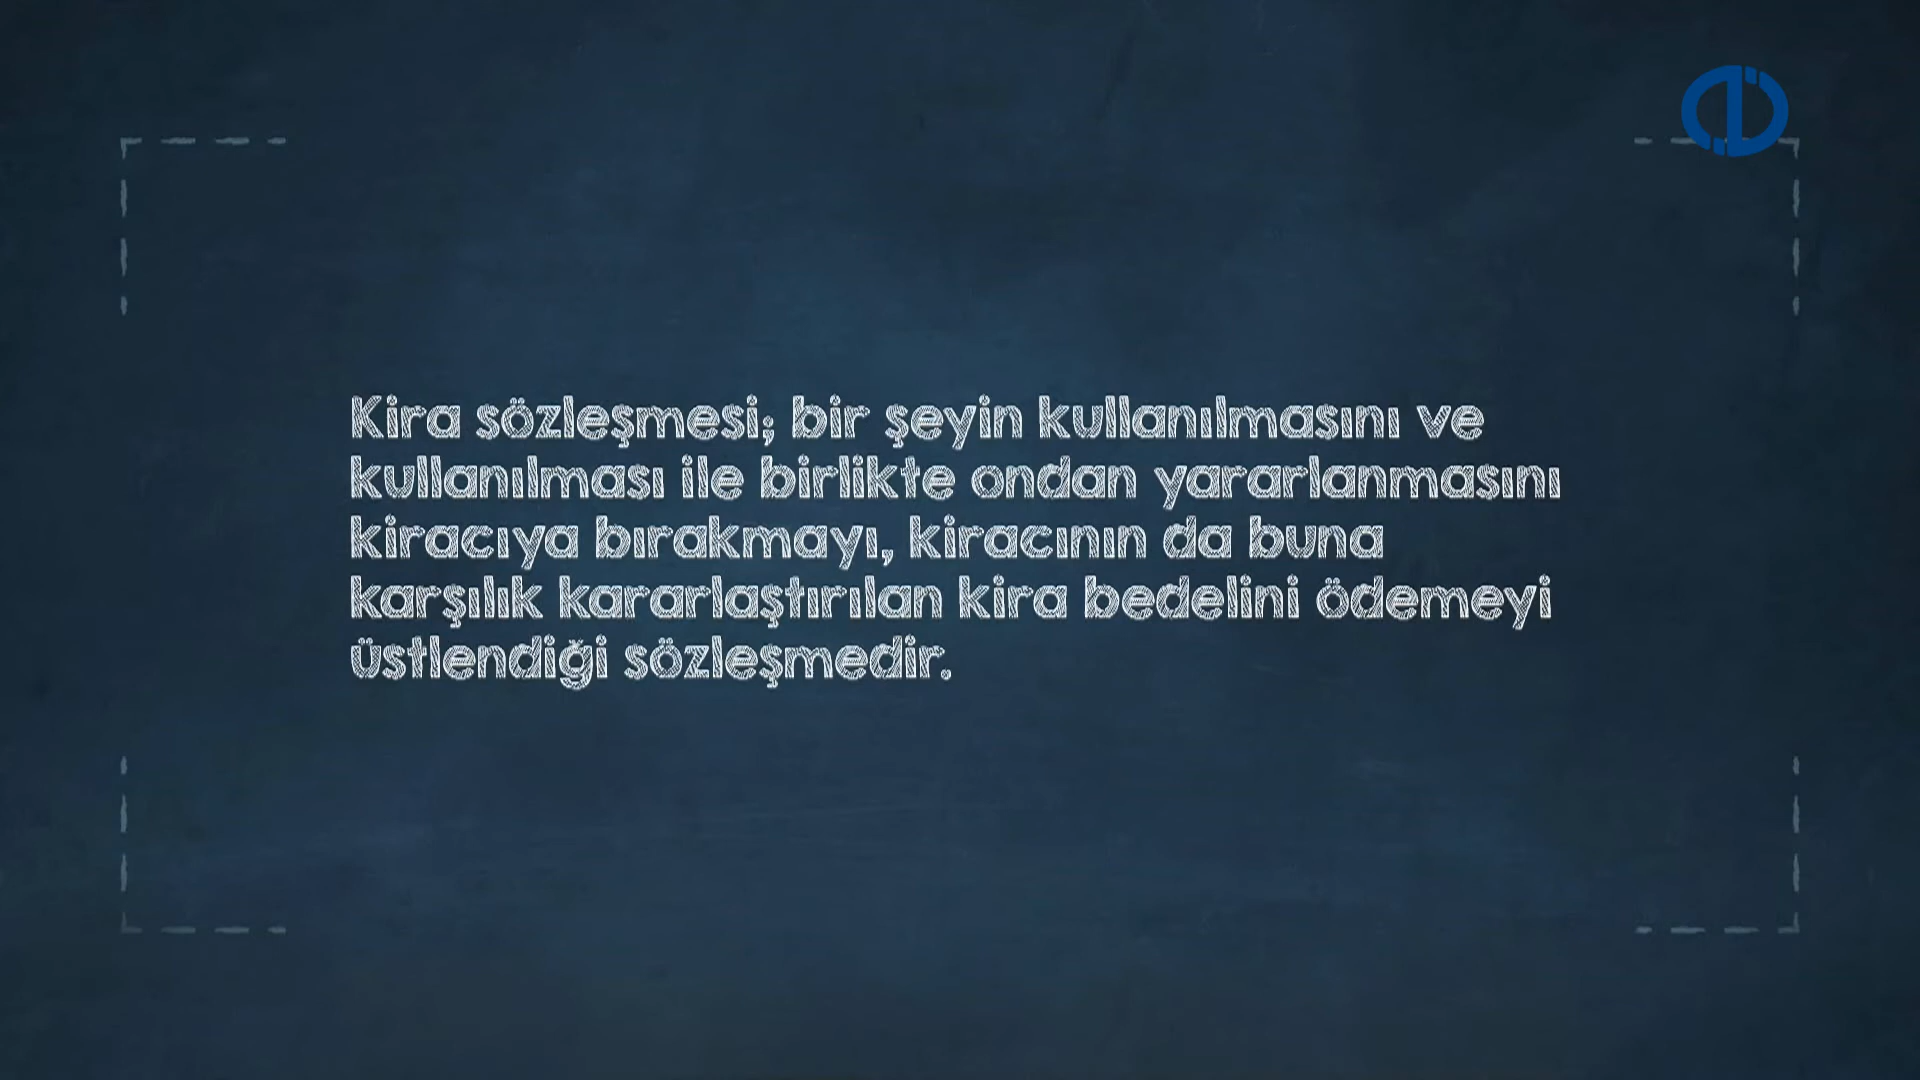 Kira sözleşmesi; bir şeyin kullanılmasını ve
kullanılması ile birlikte ondan yararlanmasını
kiracıya bırakmayı, kiracının da buna
karşılık kararlaştırılan kira bedelini ödemeyi
üstlendiği sözleşmedir.